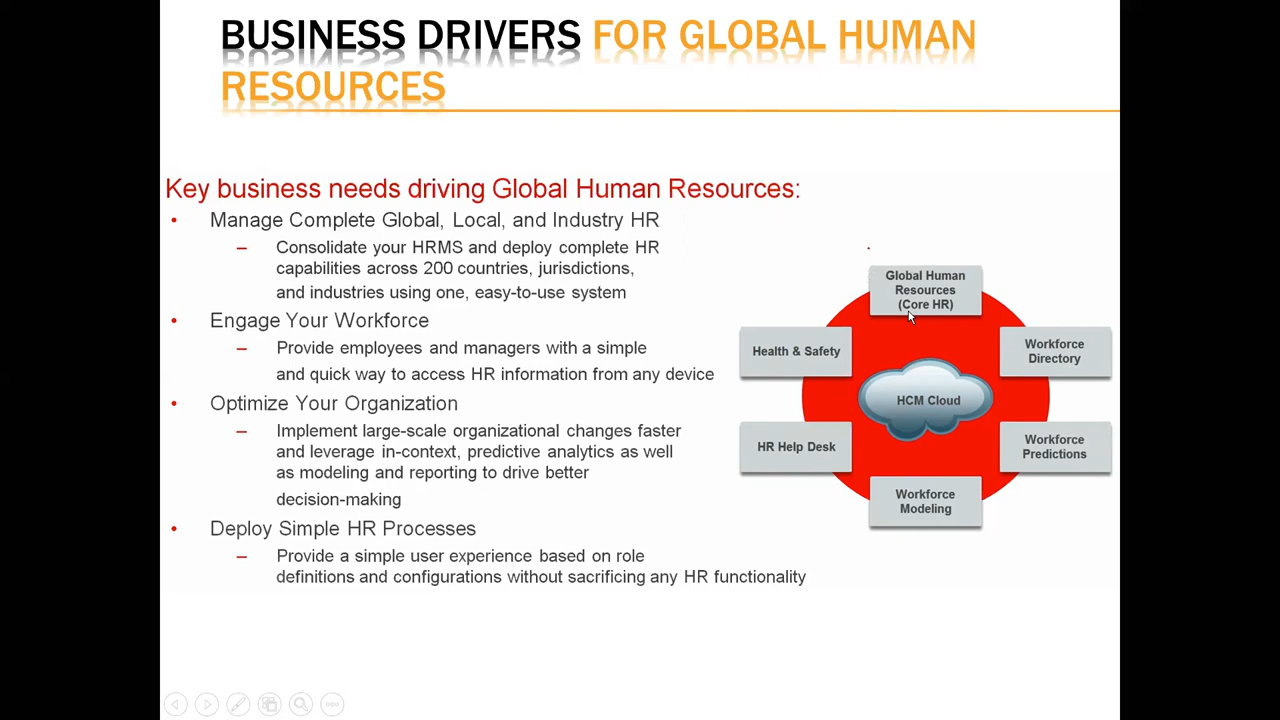 BUSINESS DRIVERS FOR GLOBAL HUMAN
RESOURCES
Key business needs driving Global Human Resources:
• Manage Complete Global, Local, and Industry HR
– Consolidate your HRMS and deploy complete HR
capabilities across 200 countries, jurisdictions,
and industries using one, easy-to-use system
• Engage Your Workforce
– Provide employees and managers with a simple
and quick way to access HR information from any device
• Optimize Your Organization
– Implement large-scale organizational changes faster
and leverage in-context, predictive analytics as well
as modeling and reporting to drive better
decision-making
• Deploy Simple HR Processes
– Provide a simple user experience based on role
definitions and configurations without sacrificing any HR functionality
Global Human
Resources
(Core HR)
Health & Safety
Workforce
Directory
HCM Cloud
HR Help Desk
Workforce
Predictions
Workforce
Modeling